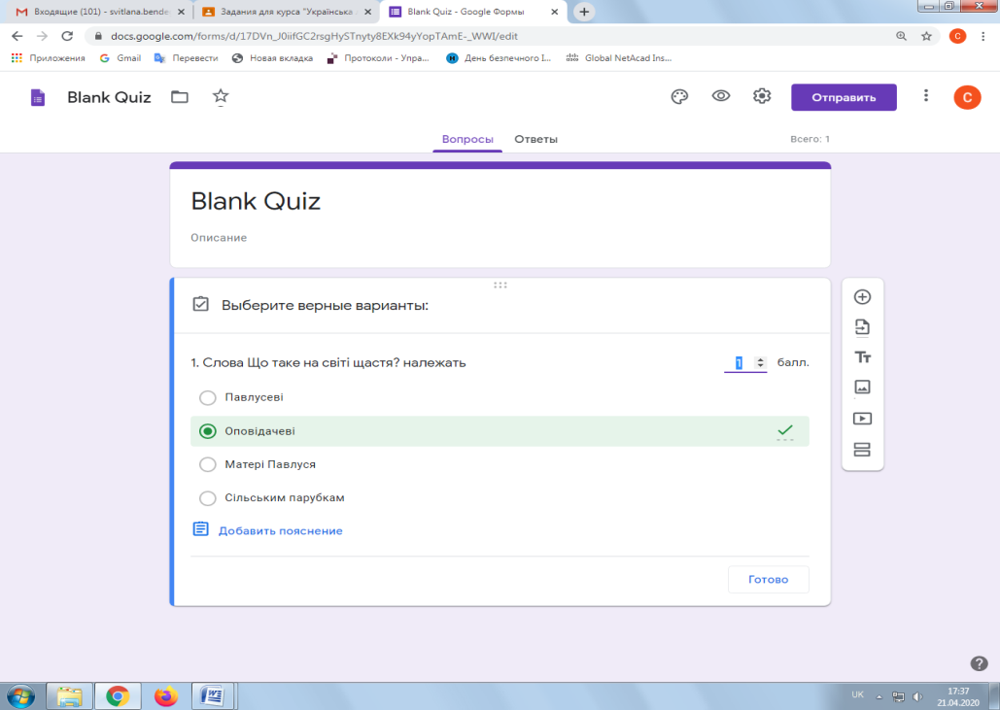 Входящие (101) - svitlana.bende
Задания для курса "Українська
Blank Quiz - Google Формы
docs.google.com/forms/d/17DVn_J0iifGC2rsgHySTnyty8EXk94yYopTAmE-_WWI/edit
Приложения Gmail Перевести Новая вкладка Протоколи - Упра... День безпечного І... Global NetAcad Ins...
Blank Quiz
Отправить
C
Вопросы Ответы
Всего: 1
Blank Quiz
Описание
Выберите верные варианты:
1. Слова Що таке на світі щастя? належать
1 балл.
Павлусеві
Оповідачеві
Матері Павлуся
Сільським парубкам
Добавить пояснение
Готово
UK
17:37
21.04.2020